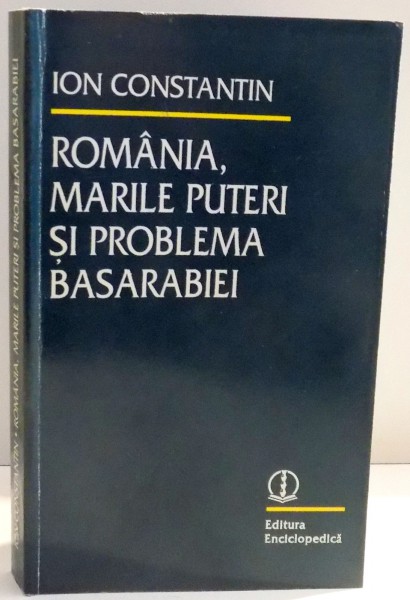 ION CONSTANTIN
ROMÂNIA,
MARILE PUTERI
ȘI PROBLEMA
BASARABIEI
Editura
Enciclopedică
ION CONSTANTIN • ROMÂNIA, MARILE PUTERI ȘI PROBLEMA BASARABIEI